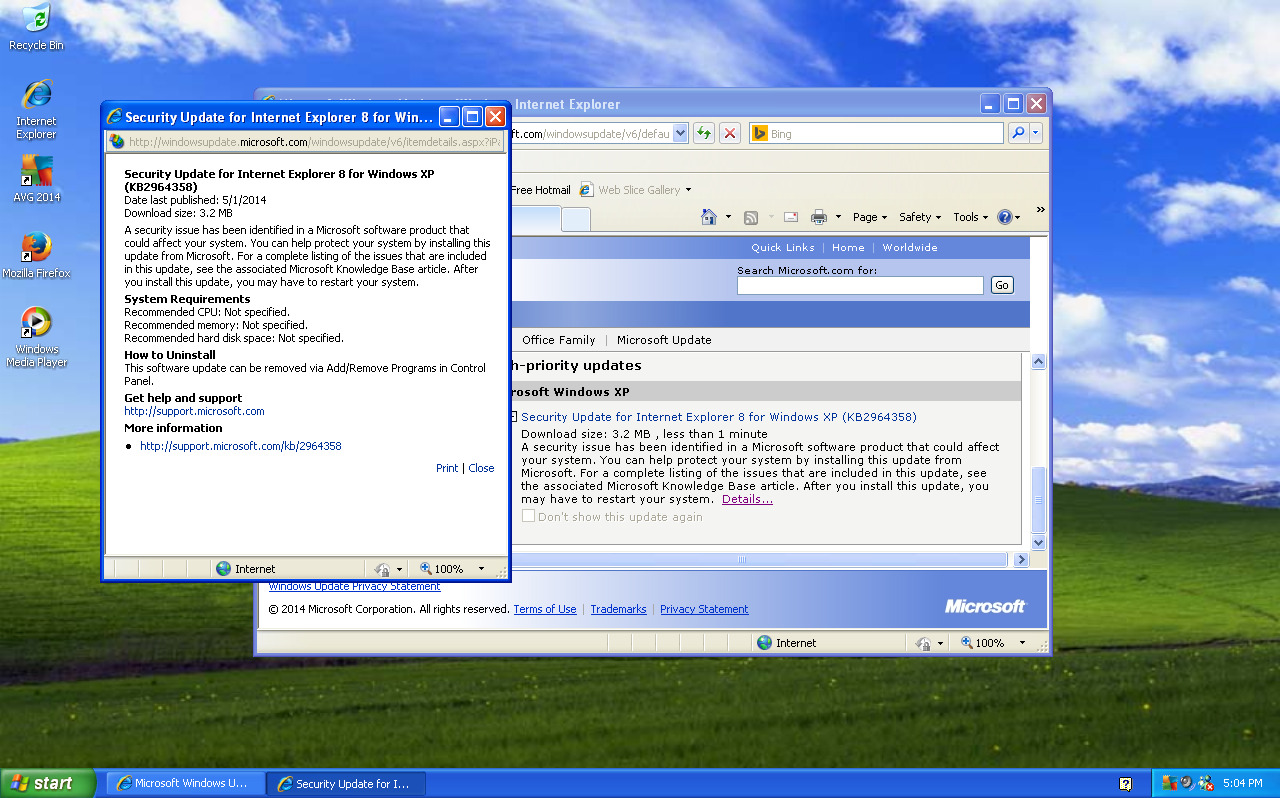 Recycle Bin
Internet
Explorer
AVG 2014
Mozilla Firefox
Windows
Media Player
Security Update for Internet Explorer 8 for Win...
http://windowsupdate.microsoft.com/windowsupdate/v6/itemdetails.aspx?iPa
Security Update for Internet Explorer 8 for Windows XP
(KB2964358)
Date last published: 5/1/2014
Download size: 3.2 MB
A security issue has been identified in a Microsoft software product that
could affect your system. You can help protect your system by installing this
update from Microsoft. For a complete listing of the issues that are included
in this update, see the associated Microsoft Knowledge Base article. After
you install this update, you may have to restart your system.
System Requirements
Recommended CPU: Not specified.
Recommended memory: Not specified.
Recommended hard disk space: Not specified.
How to Uninstall
This software update can be removed via Add/Remove Programs in Control
Panel.
Get help and support
http://support.microsoft.com
More information
http://support.microsoft.com/kb/2964358
Print | Close
Internet
100%
Internet Explorer
ft.com/windowsupdate/v6/defau
Bing
Free Hotmail
Web Slice Gallery
Page
Safety
Tools
»
Quick Links | Home | Worldwide
Search Microsoft.com for:
Go
Office Family | Microsoft Update
h-priority updates
rosoft Windows XP
Security Update for Internet Explorer 8 for Windows XP (KB2964358)
Download size: 3.2 MB , less than 1 minute
A security issue has been identified in a Microsoft software product that could affect
your system. You can help protect your system by installing this update from
Microsoft. For a complete listing of the issues that are included in this update, see
the associated Microsoft Knowledge Base article. After you install this update, you
may have to restart your system. Details...
Don't show this update again
Windows Update Privacy Statement
© 2014 Microsoft Corporation. All rights reserved. Terms of Use | Trademarks | Privacy Statement
Microsoft
Internet
100%
start
Microsoft Windows U...
Security Update for I...
5:04 PM